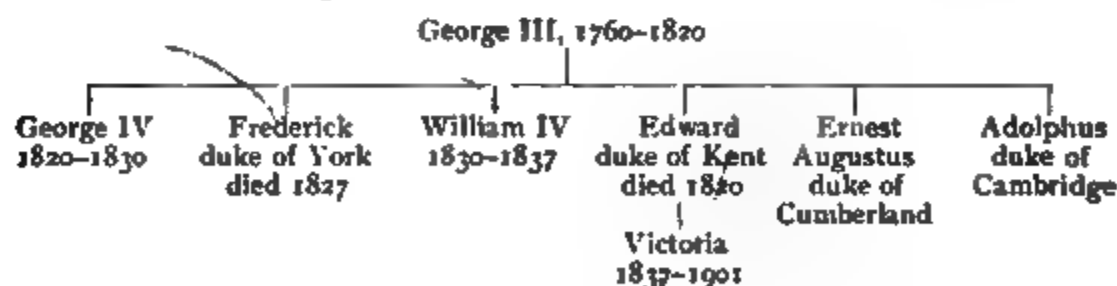 George III, 1760–1820
George IV
1820–1830
Frederick
duke of York
died 1827
William IV
1830–1837
Edward
duke of Kent
died 1820
Ernest
Augustus
duke of
Cumberland
Adolphus
duke of
Cambridge
Victoria
1837–1901